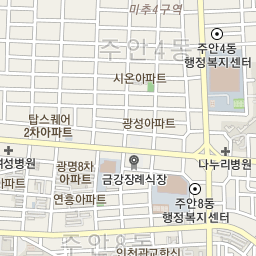 미추4구역
주안4동
주안4동
행정복지센터
시온아파트
탑스퀘어
2차아파트
광성아파트
여성병원
광명8차
아파트
나누리병원
금강장례식장
아파트
연흥아파트
주안8동
행정복지센터
주안8동